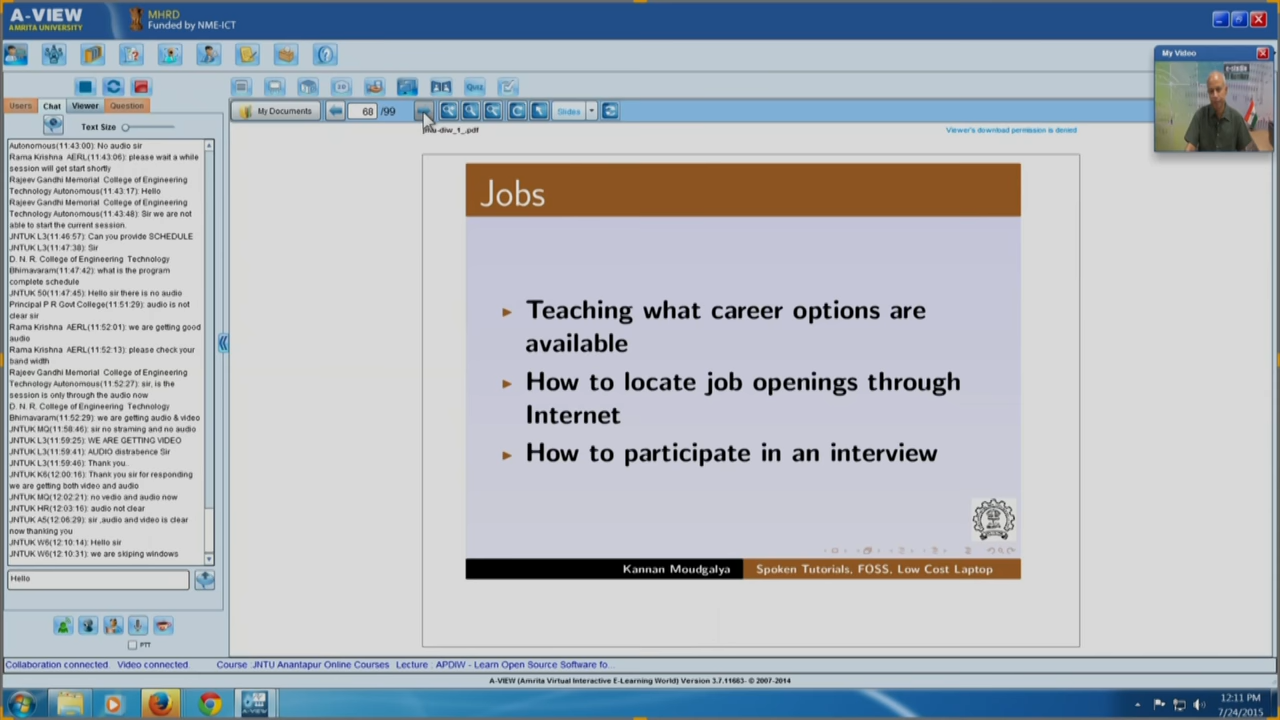 A-VIEW
AMRITA UNIVERSITY
MHRD
Funded by NME-ICT
My Video
Users Chat Viewer Question
My Documents
68 /99
Slides
Text Size
Viewer's download permission is denied
Autonomous(11:43:00): No audio sir
Rama Krishna AERL(11:43:06): please wait a while
session will get start shortly
Rajeev Gandhi Memorial College of Engineering
Technology Autonomous(11:43:17): Hello
Rajeev Gandhi Memorial College of Engineering
Technology Autonomous(11:43:48): Sir we are not
able to start the current session.
JNTUK L3(11:46:57): Can you provide SCHEDULE
JNTUK L3(11:47:38): Sir
D. N. R. College of Engineering Technology
Bhimavaram(11:47:42): what is the program
complete schedule
JNTUK 50(11:47:45): Hello sir there is no audio
Principal P R Govt College(11:51:29): audio is not
clear sir
Rama Krishna AERL(11:52:01): we are getting good
audio
Rama Krishna AERL(11:52:13): please check your
band width
Rajeev Gandhi Memorial College of Engineering
Technology Autonomous(11:52:27): sir, is the
session is only through the audio now
D. N. R. College of Engineering Technology
Bhimavaram(11:52:29): we are getting audio & video
JNTUK MQ(11:58:46): sir no straming and no audio
JNTUK L3(11:59:25): WE ARE GETTING VIDEO
JNTUK L3(11:59:41): AUDIO distrabence Sir
JNTUK L3(11:59:46): Thank you
JNTUK K6(12:00:16): Thank you sir for responding
we are getting both video and audio
JNTUK MQ(12:02:21): no vedio and audio now
JNTUK HR(12:03:16): audio not clear
JNTUK A5(12:06:29): sir ,audio and video is clear
now thanking you
JNTUK W6(12:10:14): Hello sir
JNTUK W6(12:10:31): we are skiping windows
Hello
PTT
Jobs
Teaching what career options are
available
How to locate job openings through
Internet
How to participate in an interview
Kannan Moudgalya
Spoken Tutorials, FOSS, Low Cost Laptop
Collaboration connected Video connected Course : JNTU Anantapur Online Courses Lecture : APDIW - Learn Open Source Software fo...
A-VIEW (Amrita Virtual Interactive E-Learning World) Version 3.7.11663- © 2007-2014
A-VIEW
12:11 PM
7/24/2015